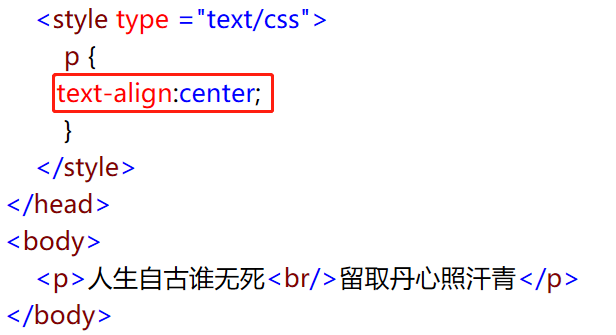 <style type ="text/css">
p {
text-align:center;
}
</style>
</head>
<body>
<p>人生自古谁无死<br/>留取丹心照汗青</p>
</body>